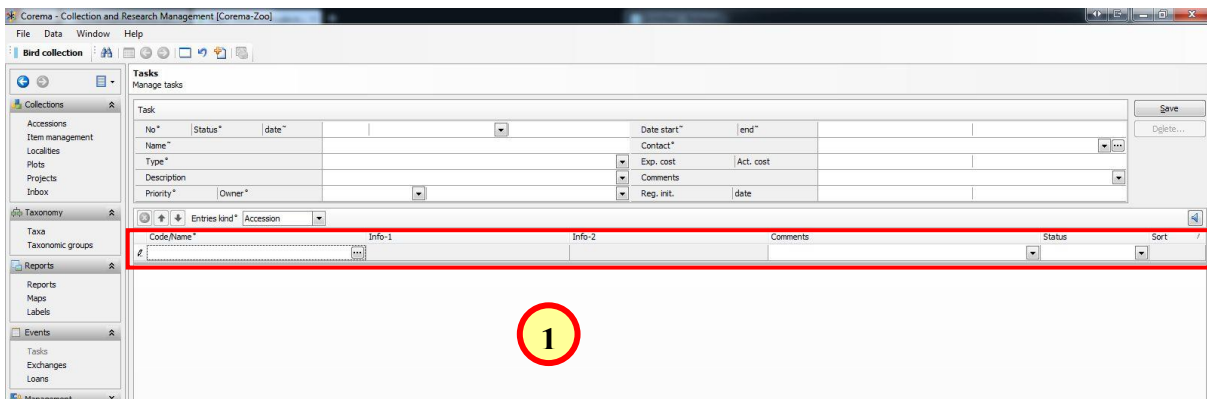 Corema - Collection and Research Management [Corema-Zoo]
File Data Window Help
Bird collection
Tasks
Manage tasks
Collections
Accessions
Item management
Localities
Plots
Projects
Inbox
Taxonomy
Taxa
Taxonomic groups
Reports
Reports
Maps
Labels
Events
Tasks
Exchanges
Loans
Management
Task
Save
Delete...
No* Status* date~ Date start~ end~
Name~ Contact*
Type* Exp. cost Act. cost
Description Comments
Priority* Owner* Reg. init. date
Entries kind* Accession
Code/Name* Info-1 Info-2 Comments Status Sort
1